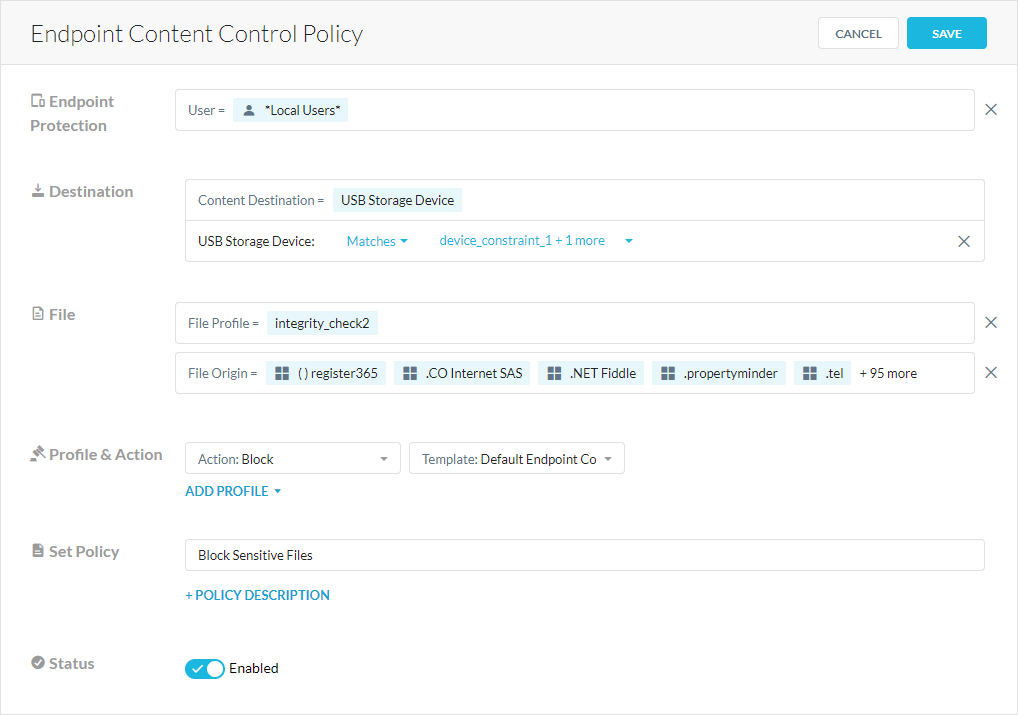 Endpoint Content Control Policy
CANCEL
SAVE
Endpoint
Protection
User = *Local Users*
Destination
Content Destination = USB Storage Device
USB Storage Device: Matches device_constraint_1 + 1 more
File
File Profile = integrity_check2
File Origin = ( ) register365 .CO Internet SAS .NET Fiddle .propertyminder .tel + 95 more
Profile & Action
Action: Block
Template: Default Endpoint Co
ADD PROFILE
Set Policy
Block Sensitive Files
+ POLICY DESCRIPTION
Status
Enabled